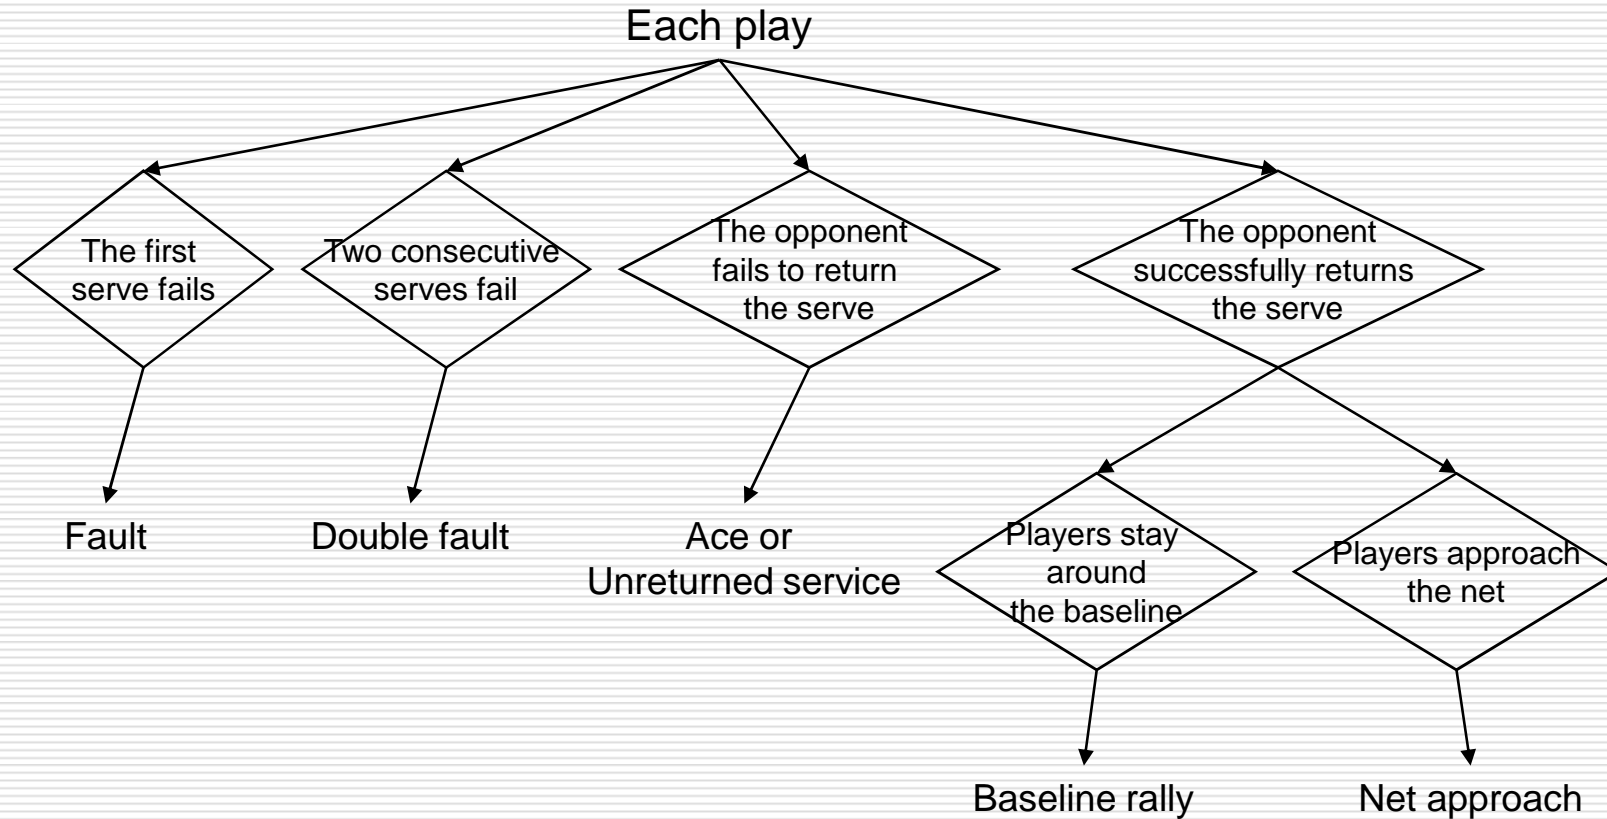 Each play
The first
serve fails
Two consecutive
serves fail
The opponent
fails to return
the serve
The opponent
successfully returns
the serve
Fault
Double fault
Ace or
Unreturned service
Players stay
around
the baseline
Players approach
the net
Baseline rally
Net approach